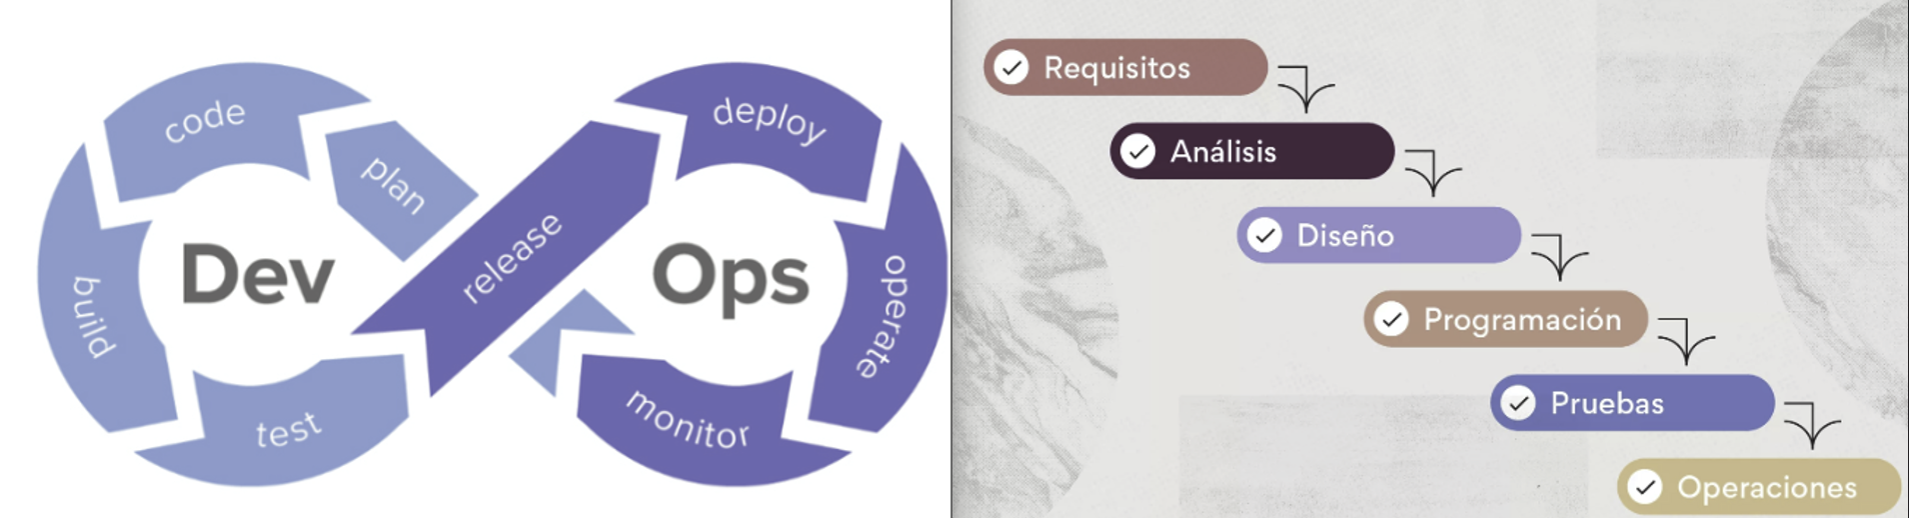 code
plan
build
Dev
test
release
deploy
Ops
operate
monitor
Requisitos
Análisis
Diseño
Programación
Pruebas
Operaciones